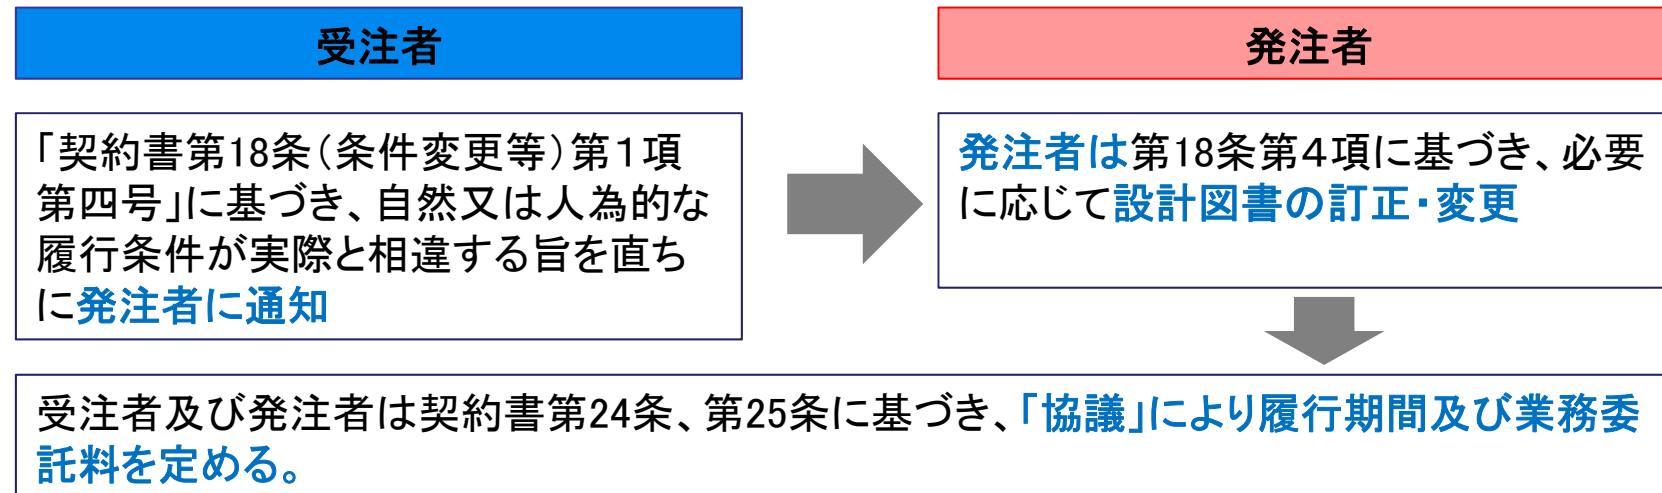 受注者
発注者
「契約書第18条（条件変更等）第１項
第四号」に基づき、自然又は人為的な
履行条件が実際と相違する旨を直ち
に発注者に通知
発注者は第18条第４項に基づき、必要
に応じて設計図書の訂正・変更
受注者及び発注者は契約書第24条、第25条に基づき、「協議」により履行期間及び業務委
託料を定める。